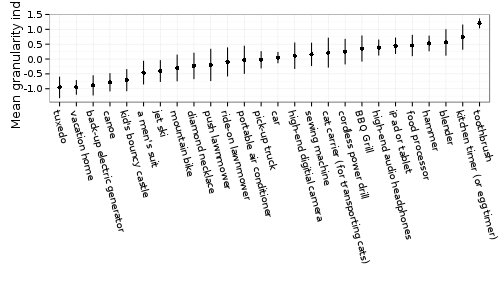 Mean granularity ind
1.5
1.0
0.5
0.0
-0.5
-1.0
tuxedo
vacation home
back-up electric generator
canoe
kid's bouncy castle
a men's suit
jet ski
mountain bike
diamond necklace
plush lawnmower
ride-on lawnmower
portable air conditioner
pick-up truck
car
high-end digitial camera
sewing machine
cat carrier (for transporting cats)
cordless power drill
BBQ Grill
high-end audio headphones
iPad or tablet
food processor
hammer
blender
kitchen timer (or egg timer)
toothbrush